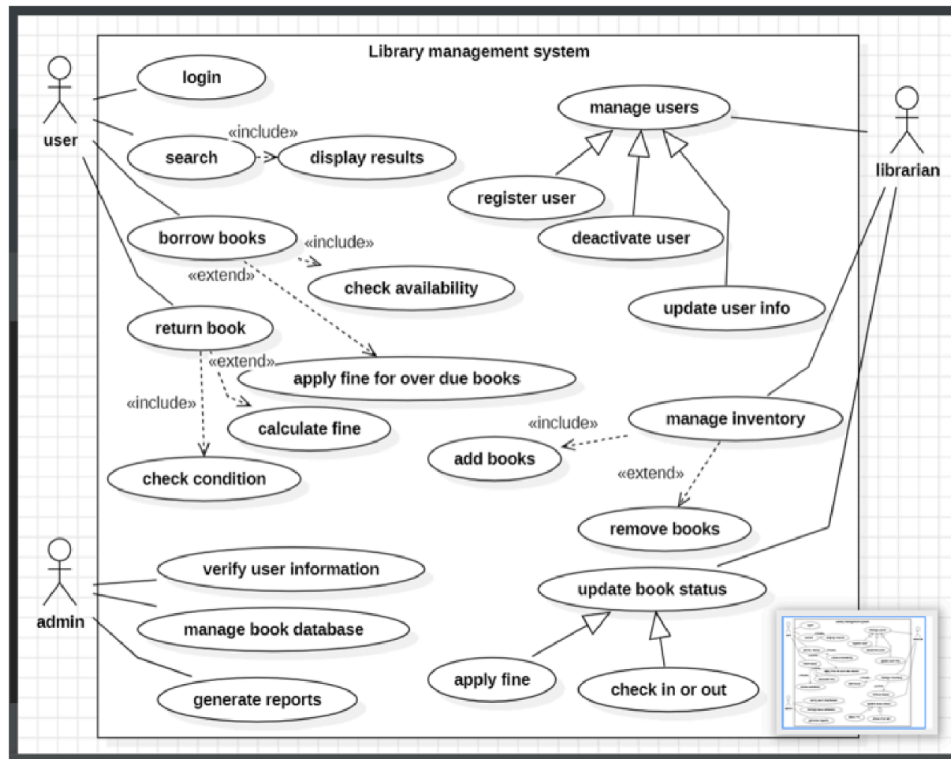 Library management system
login
user
search
«include»
display results
manage users
librarian
register user
borrow books
«include»
deactivate user
«extend»
check availability
update user info
return book
«extend»
apply fine for over due books
«include»
calculate fine
manage inventory
«include»
add books
«extend»
check condition
remove books
verify user information
update book status
admin
manage book database
apply fine
check in or out
generate reports